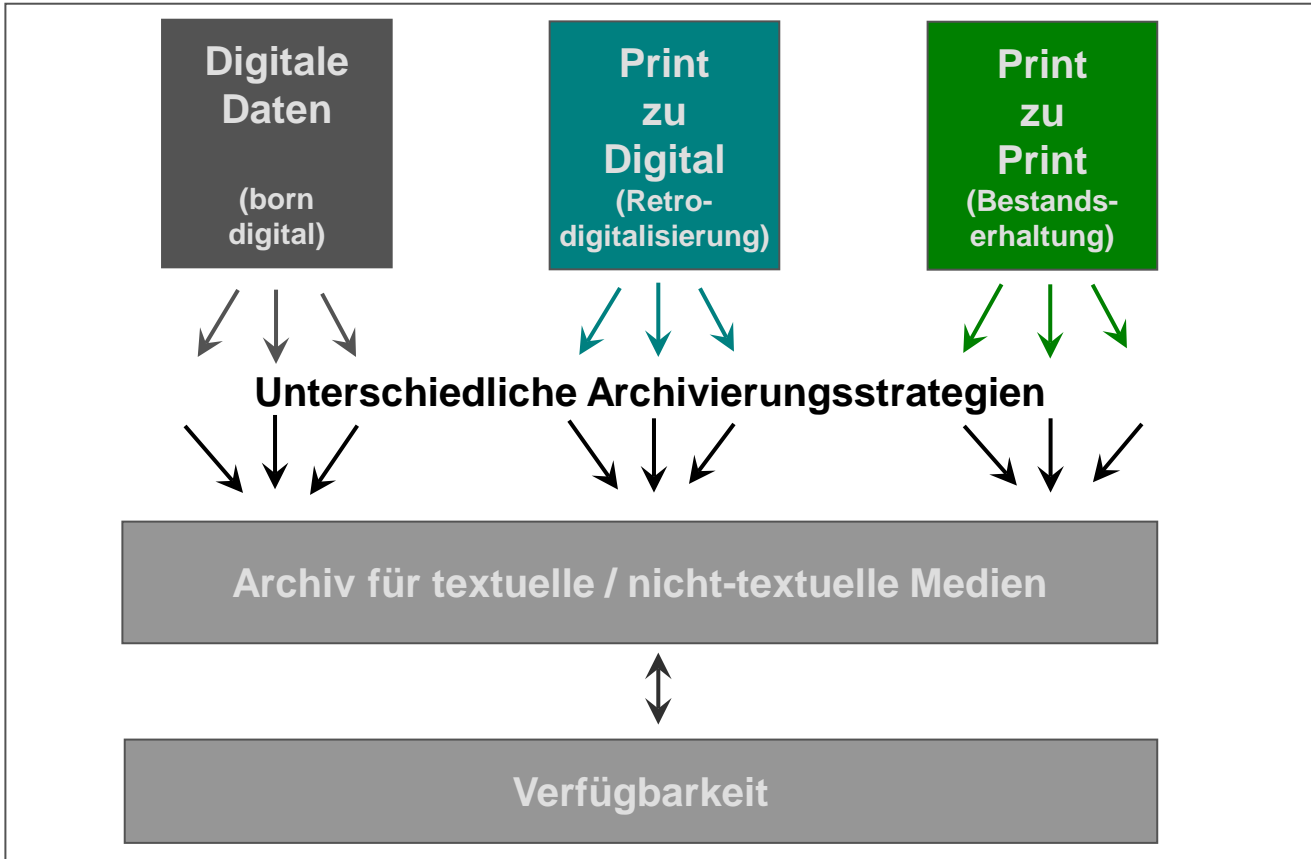 Digitale
Daten
(born
digital)
Print
zu
Digital
(Retro-
digitalisierung)
Print
zu
Print
(Bestands-
erhaltung)
Unterschiedliche Archivierungsstrategien
Archiv für textuelle / nicht-textuelle Medien
Verfügbarkeit